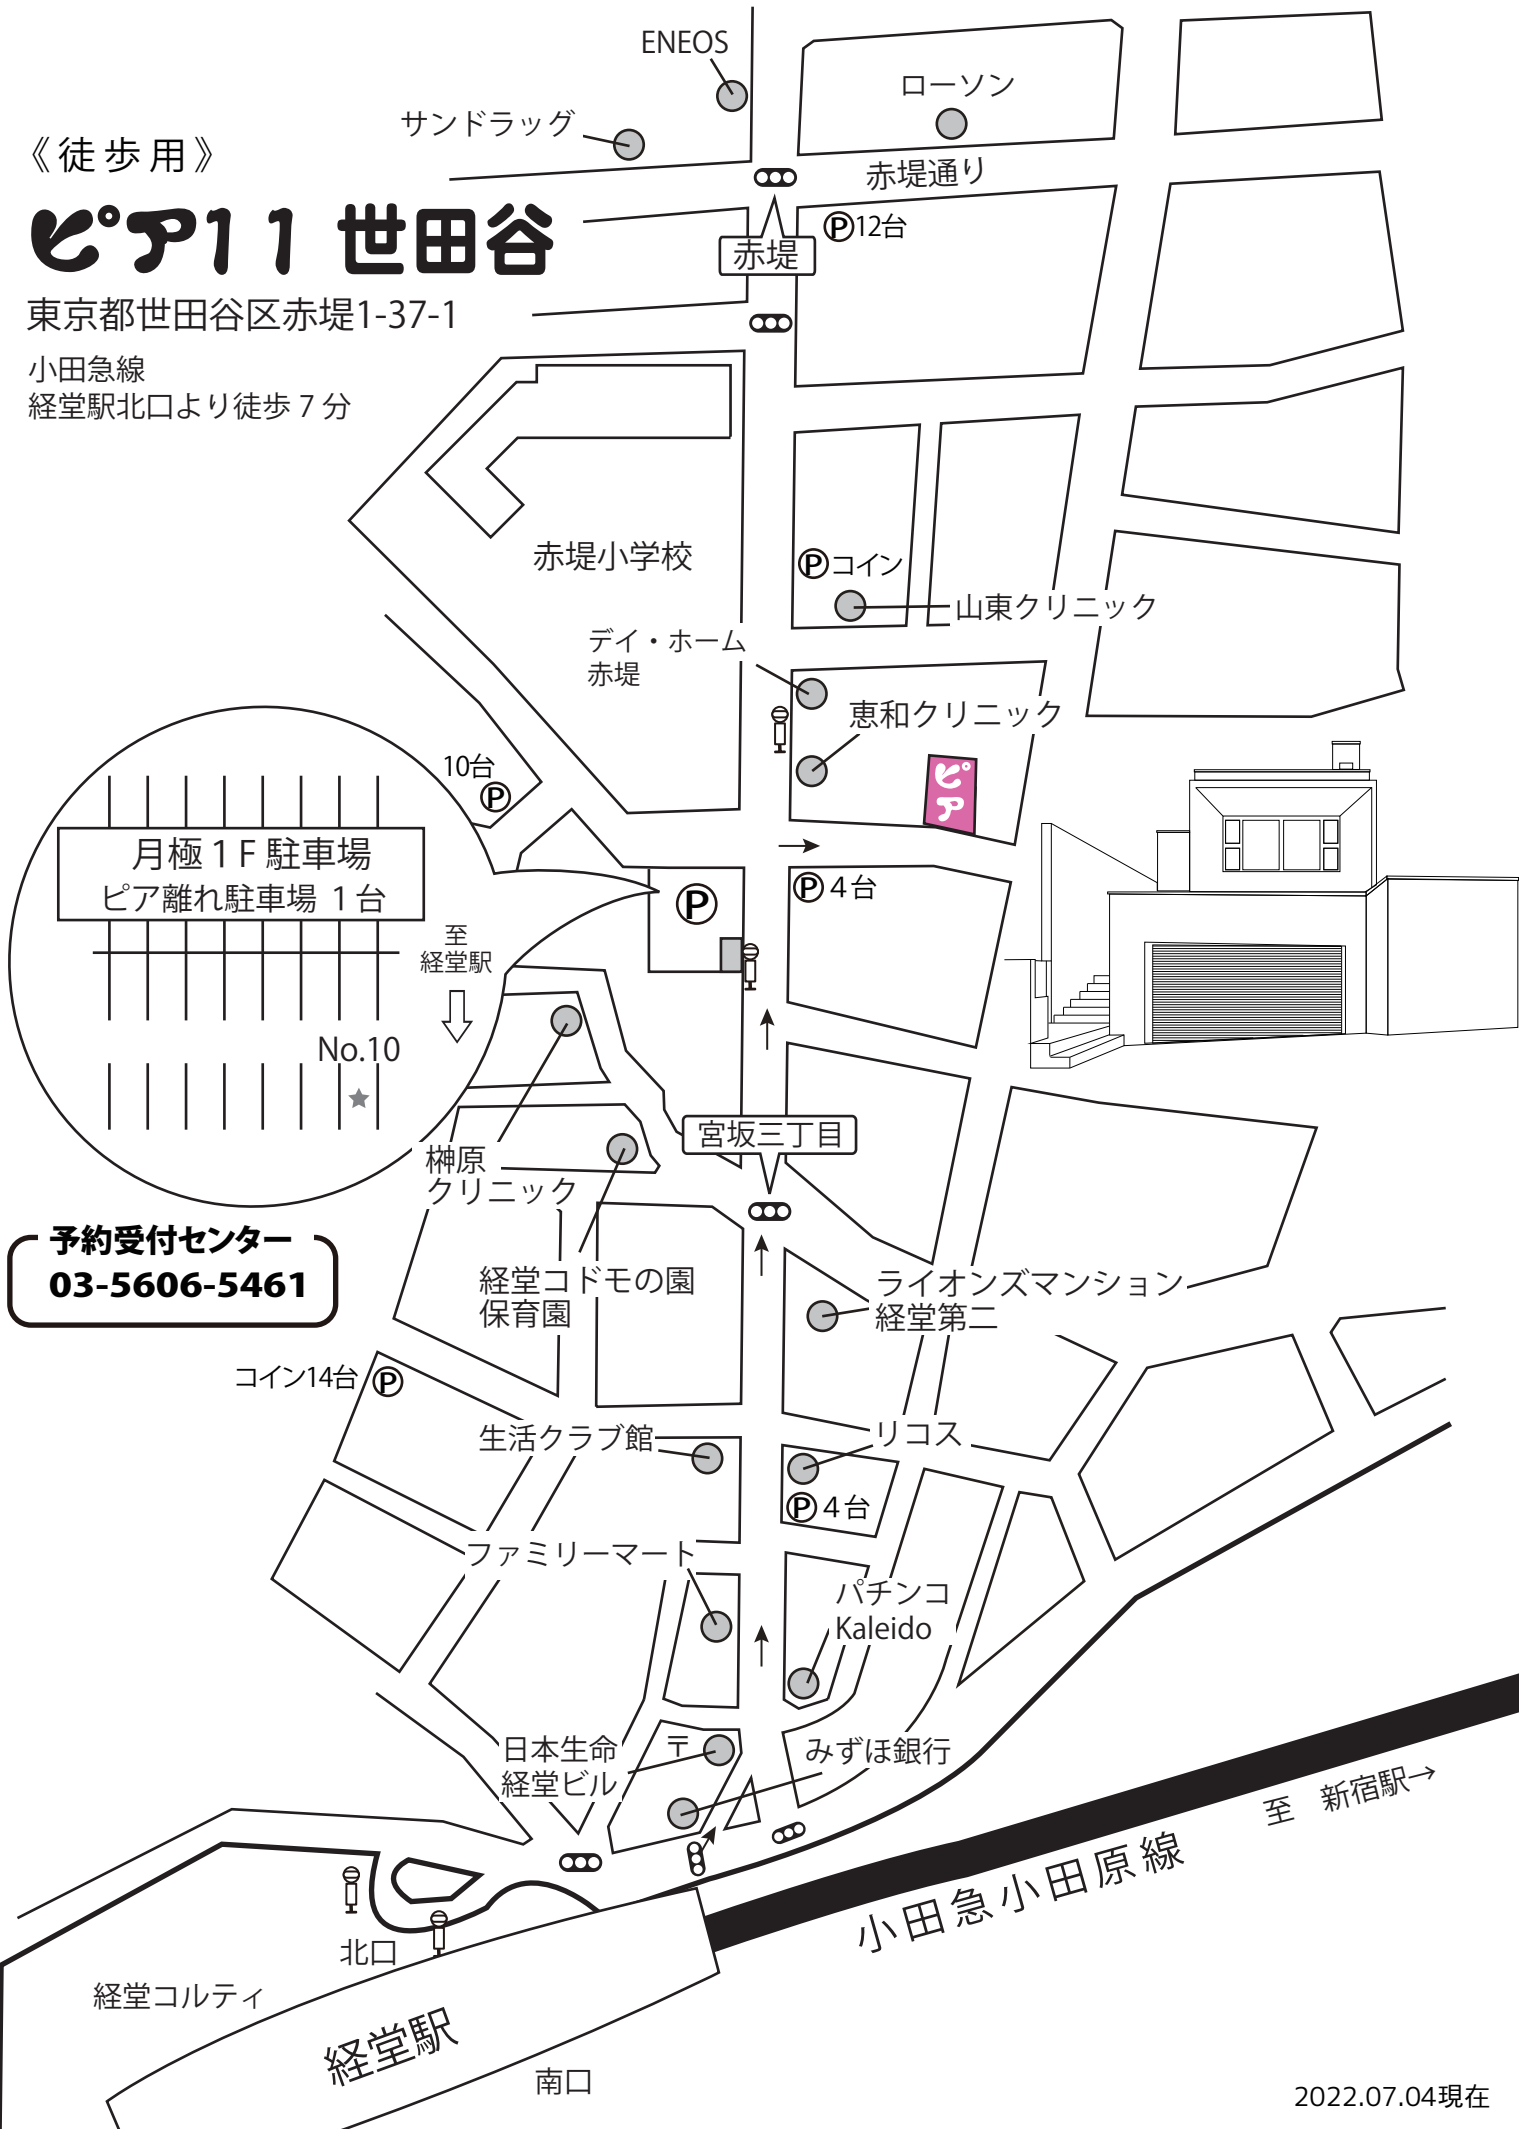 ENEOS
ローソン
サンドラッグ
《徒歩用》
赤堤通り
ピア11 世田谷
Ⓟ12台
赤堤
東京都世田谷区赤堤1-37-1
小田急線
経堂駅北口より徒歩7分
赤堤小学校
Ⓟコイン
山東クリニック
デイ・ホーム
赤堤
恵和クリニック
ピア
10台
Ⓟ
月極1F駐車場
ピア離れ駐車場 1台
Ⓟ
Ⓟ4台
至
経堂駅
No.10
宮坂三丁目
榊原
クリニック
予約受付センター
03-5606-5461
経堂コドモの園
保育園
ライオンズマンション
経堂第二
コイン14台Ⓟ
生活クラブ館
リコス
Ⓟ4台
ファミリーマート
パチンコ
Kaleido
日本生命
経堂ビル
〒
みずほ銀行
至 新宿駅→
小田急小田原線
北口
経堂コルティ
経堂駅
南口
2022.07.04現在